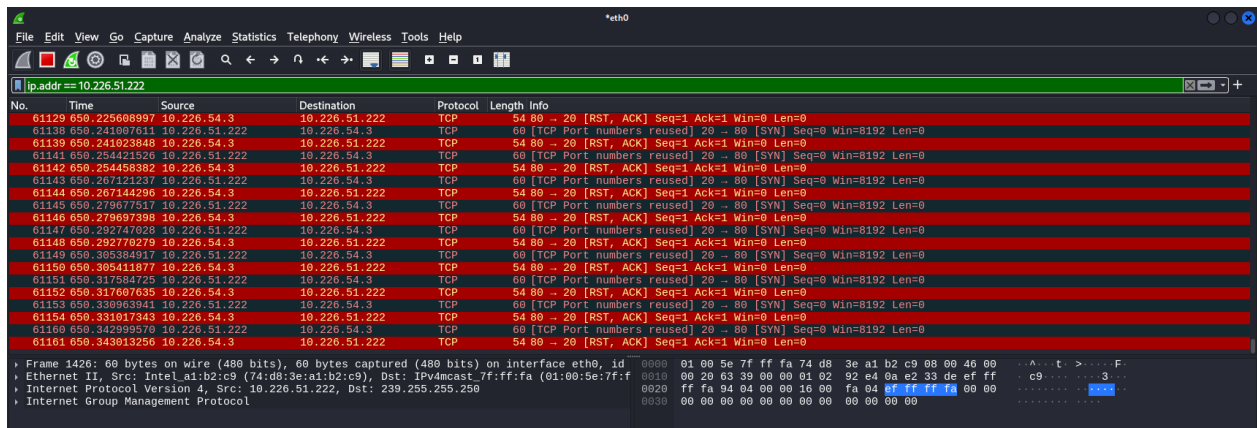 *eth0
File Edit View Go Capture Analyze Statistics Telephony Wireless Tools Help
ip.addr == 10.226.51.222
No. Time Source Destination Protocol Length Info
61129 650.225608997 10.226.54.3 10.226.51.222 TCP 54 80 → 20 [RST, ACK] Seq=1 Ack=1 Win=0 Len=0
61138 650.241007611 10.226.51.222 10.226.54.3 TCP 60 [TCP Port numbers reused] 20 → 80 [SYN] Seq=0 Win=8192 Len=0
61139 650.241023848 10.226.54.3 10.226.51.222 TCP 54 80 → 20 [RST, ACK] Seq=1 Ack=1 Win=0 Len=0
61141 650.254421526 10.226.51.222 10.226.54.3 TCP 60 [TCP Port numbers reused] 20 → 80 [SYN] Seq=0 Win=8192 Len=0
61142 650.254458382 10.226.54.3 10.226.51.222 TCP 54 80 → 20 [RST, ACK] Seq=1 Ack=1 Win=0 Len=0
61143 650.267121237 10.226.51.222 10.226.54.3 TCP 60 [TCP Port numbers reused] 20 → 80 [SYN] Seq=0 Win=8192 Len=0
61144 650.267144296 10.226.54.3 10.226.51.222 TCP 54 80 → 20 [RST, ACK] Seq=1 Ack=1 Win=0 Len=0
61145 650.279677517 10.226.51.222 10.226.54.3 TCP 60 [TCP Port numbers reused] 20 → 80 [SYN] Seq=0 Win=8192 Len=0
61146 650.279697398 10.226.54.3 10.226.51.222 TCP 54 80 → 20 [RST, ACK] Seq=1 Ack=1 Win=0 Len=0
61147 650.292747028 10.226.51.222 10.226.54.3 TCP 60 [TCP Port numbers reused] 20 → 80 [SYN] Seq=0 Win=8192 Len=0
61148 650.292770279 10.226.54.3 10.226.51.222 TCP 54 80 → 20 [RST, ACK] Seq=1 Ack=1 Win=0 Len=0
61149 650.305384917 10.226.51.222 10.226.54.3 TCP 60 [TCP Port numbers reused] 20 → 80 [SYN] Seq=0 Win=8192 Len=0
61150 650.305411877 10.226.54.3 10.226.51.222 TCP 54 80 → 20 [RST, ACK] Seq=1 Ack=1 Win=0 Len=0
61151 650.317584725 10.226.51.222 10.226.54.3 TCP 60 [TCP Port numbers reused] 20 → 80 [SYN] Seq=0 Win=8192 Len=0
61152 650.317607635 10.226.54.3 10.226.51.222 TCP 54 80 → 20 [RST, ACK] Seq=1 Ack=1 Win=0 Len=0
61153 650.330963941 10.226.51.222 10.226.54.3 TCP 60 [TCP Port numbers reused] 20 → 80 [SYN] Seq=0 Win=8192 Len=0
61154 650.331017343 10.226.54.3 10.226.51.222 TCP 54 80 → 20 [RST, ACK] Seq=1 Ack=1 Win=0 Len=0
61160 650.342999570 10.226.51.222 10.226.54.3 TCP 60 [TCP Port numbers reused] 20 → 80 [SYN] Seq=0 Win=8192 Len=0
61161 650.343013256 10.226.54.3 10.226.51.222 TCP 54 80 → 20 [RST, ACK] Seq=1 Ack=1 Win=0 Len=0
Frame 1426: 60 bytes on wire (480 bits), 60 bytes captured (480 bits) on interface eth0, id
Ethernet II, Src: Intel_a1:b2:c9 (74:d8:3e:a1:b2:c9), Dst: IPv4mcast_7f:ff:fa (01:00:5e:7f:f
Internet Protocol Version 4, Src: 10.226.51.222, Dst: 239.255.255.250
Internet Group Management Protocol
0000 01 00 5e 7f ff fa 74 d8 3e a1 b2 c9 08 00 46 00 ··^···t· >·····F·
0010 00 20 63 39 00 00 01 02 92 e4 0a e2 33 de ef ff · c9···· ····3···
0020 ff fa 94 04 00 00 16 00 fa 04 ef ff ff fa 00 00 ········ ········
0030 00 00 00 00 00 00 00 00 00 00 00 00 ········ ····